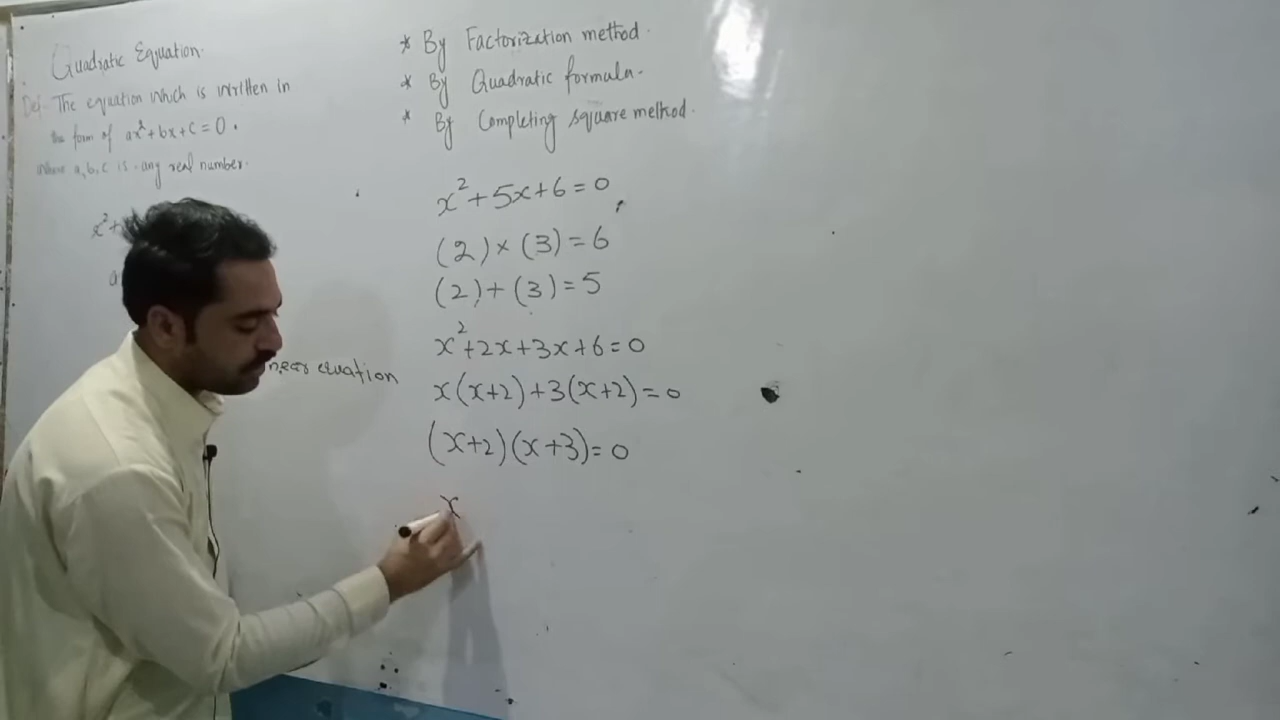 Quadratic Equation.
Def: The equation which is written in
the form of ax²+bx+c=0.
where a,b,c is any real number.
x²+
* By Factorization method.
* By Quadratic formula.
* By Completing square method.
x²+5x+6=0
(2)×(3)=6
(2)+(3)=5
x²+2x+3x+6=0
x(x+2)+3(x+2)=0
(x+2)(x+3)=0
x